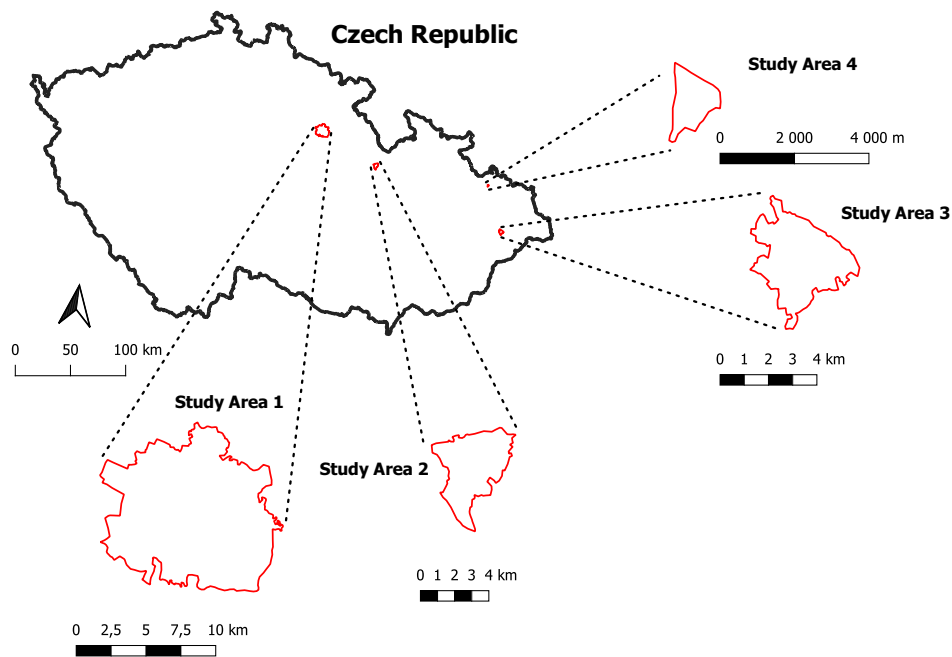 Czech Republic
Study Area 4
0 2 000 4 000 m
Study Area 3
0 1 2 3 4 km
0 50 100 km
Study Area 1
Study Area 2
0 1 2 3 4 km
0 2,5 5 7,5 10 km